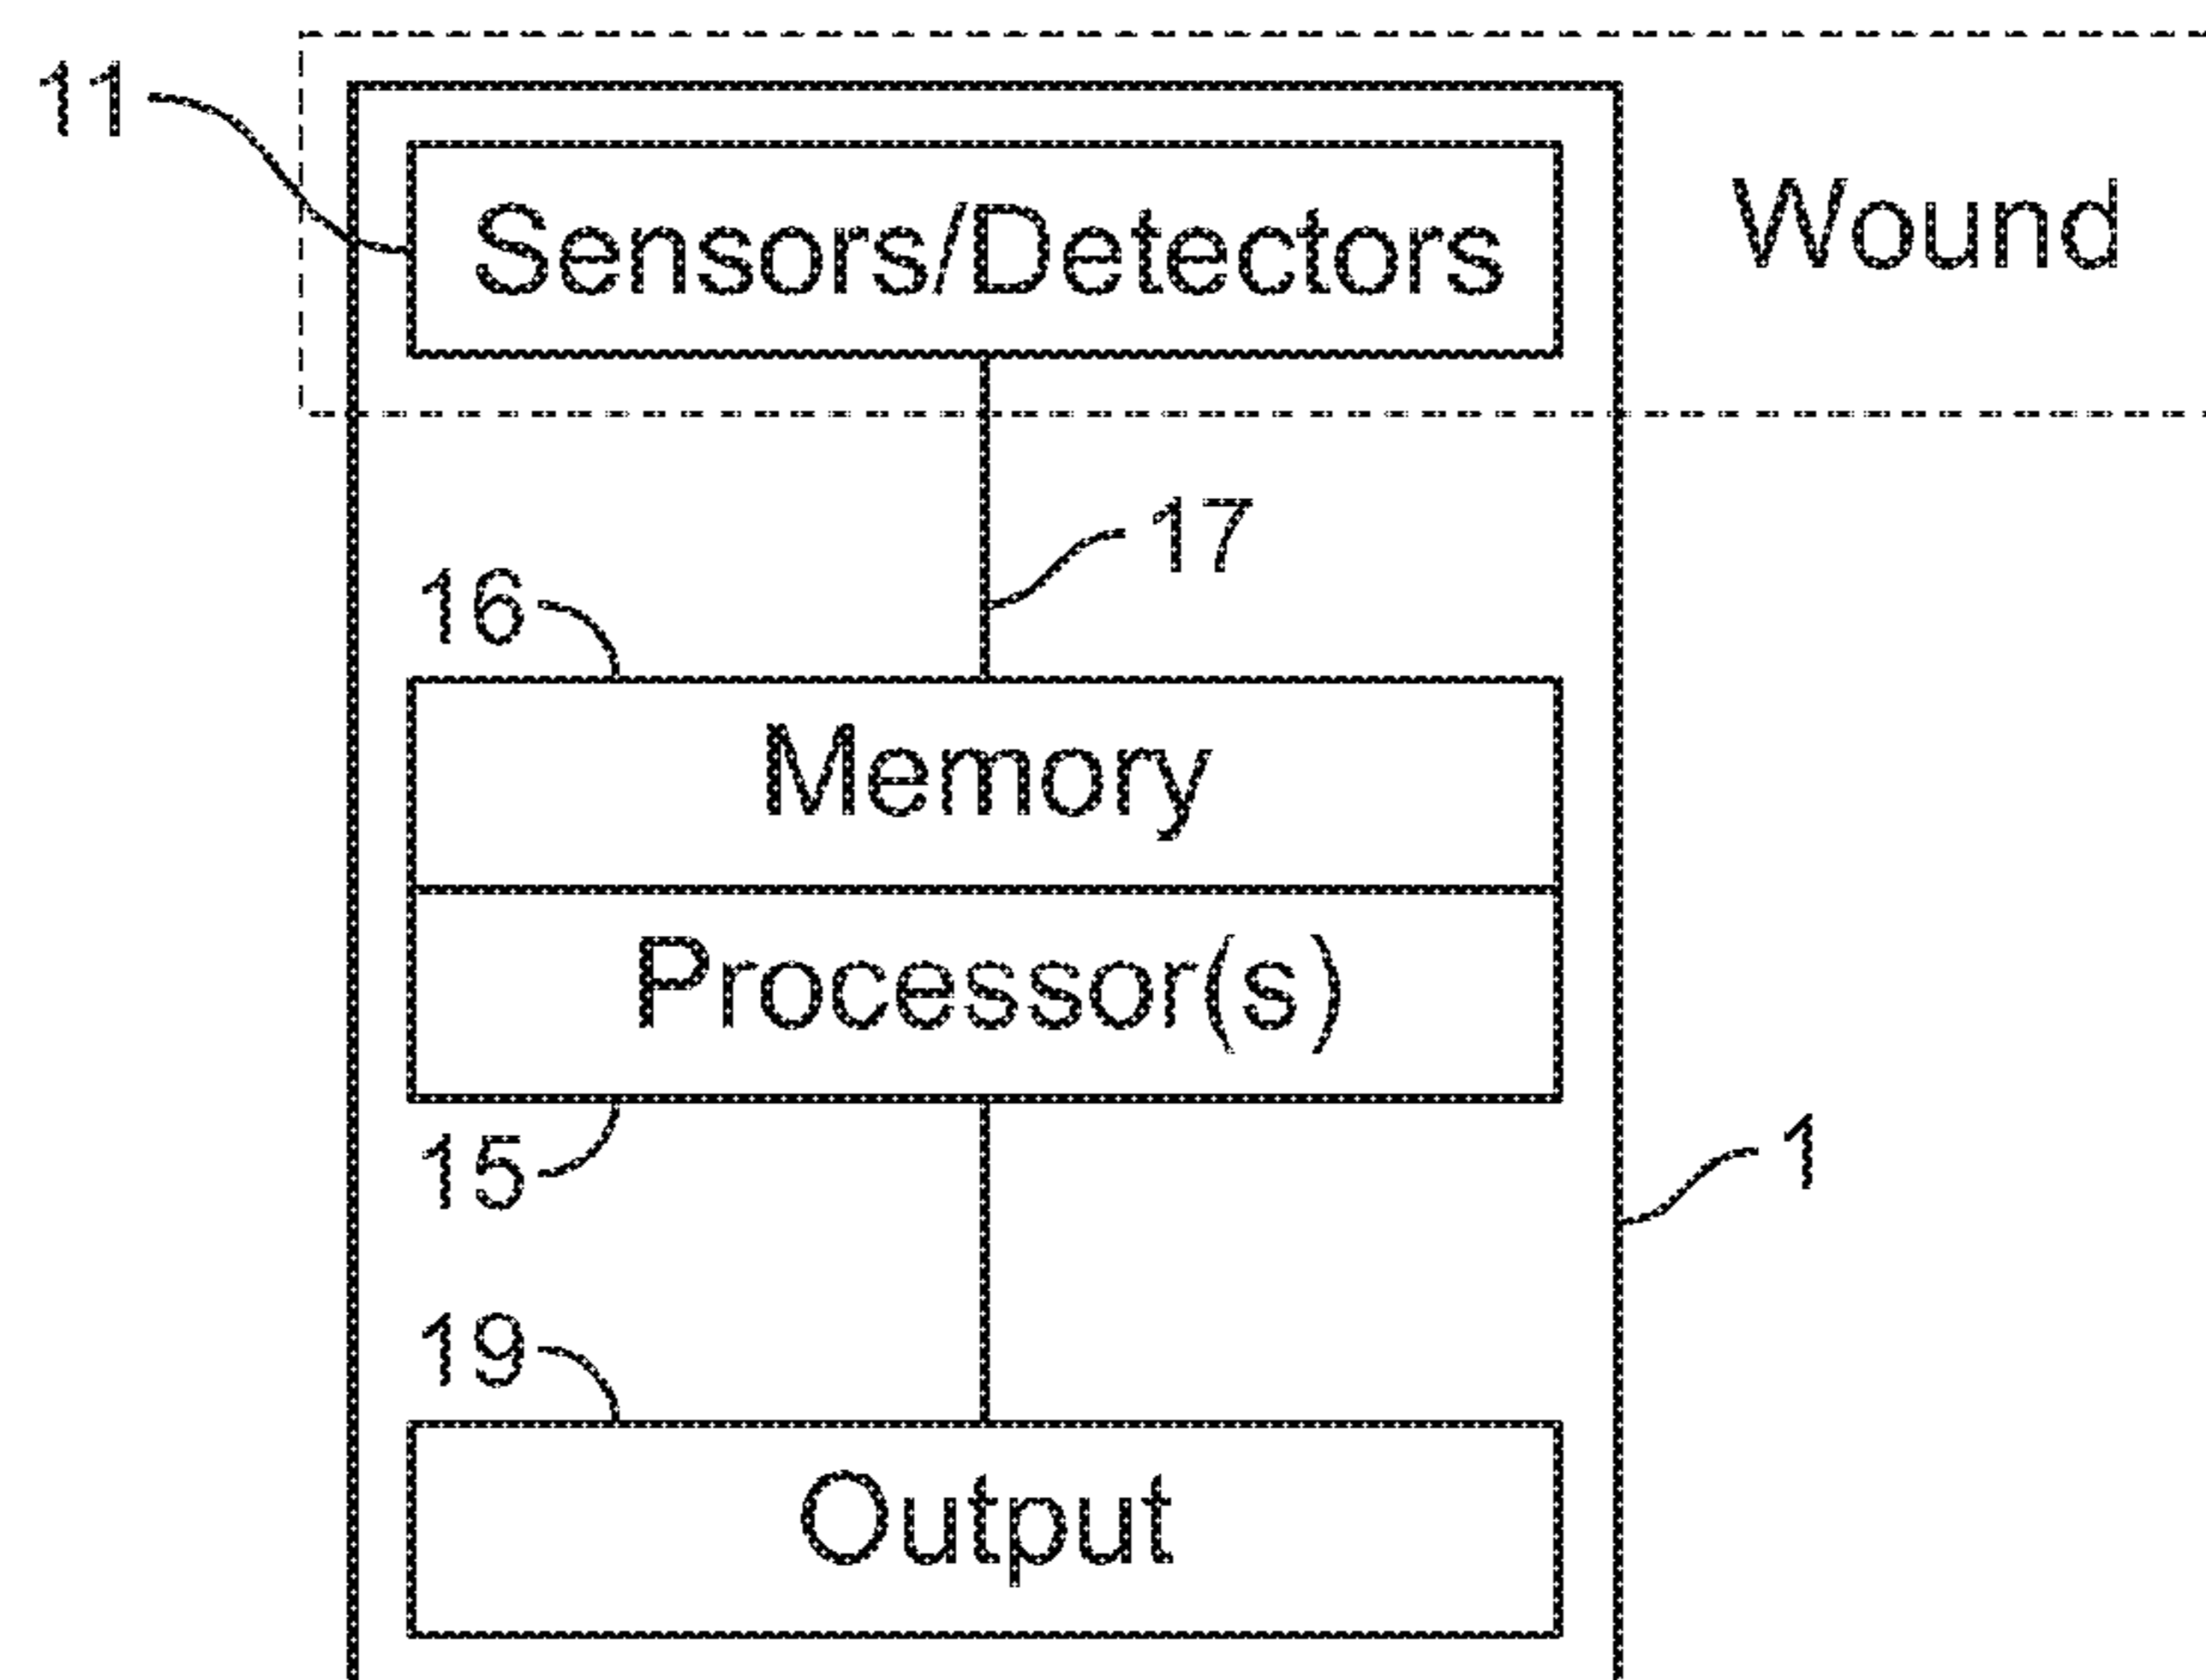 11
Sensors/Detectors
Wound
17
16
Memory
Processor(s)
15
1
19
Output